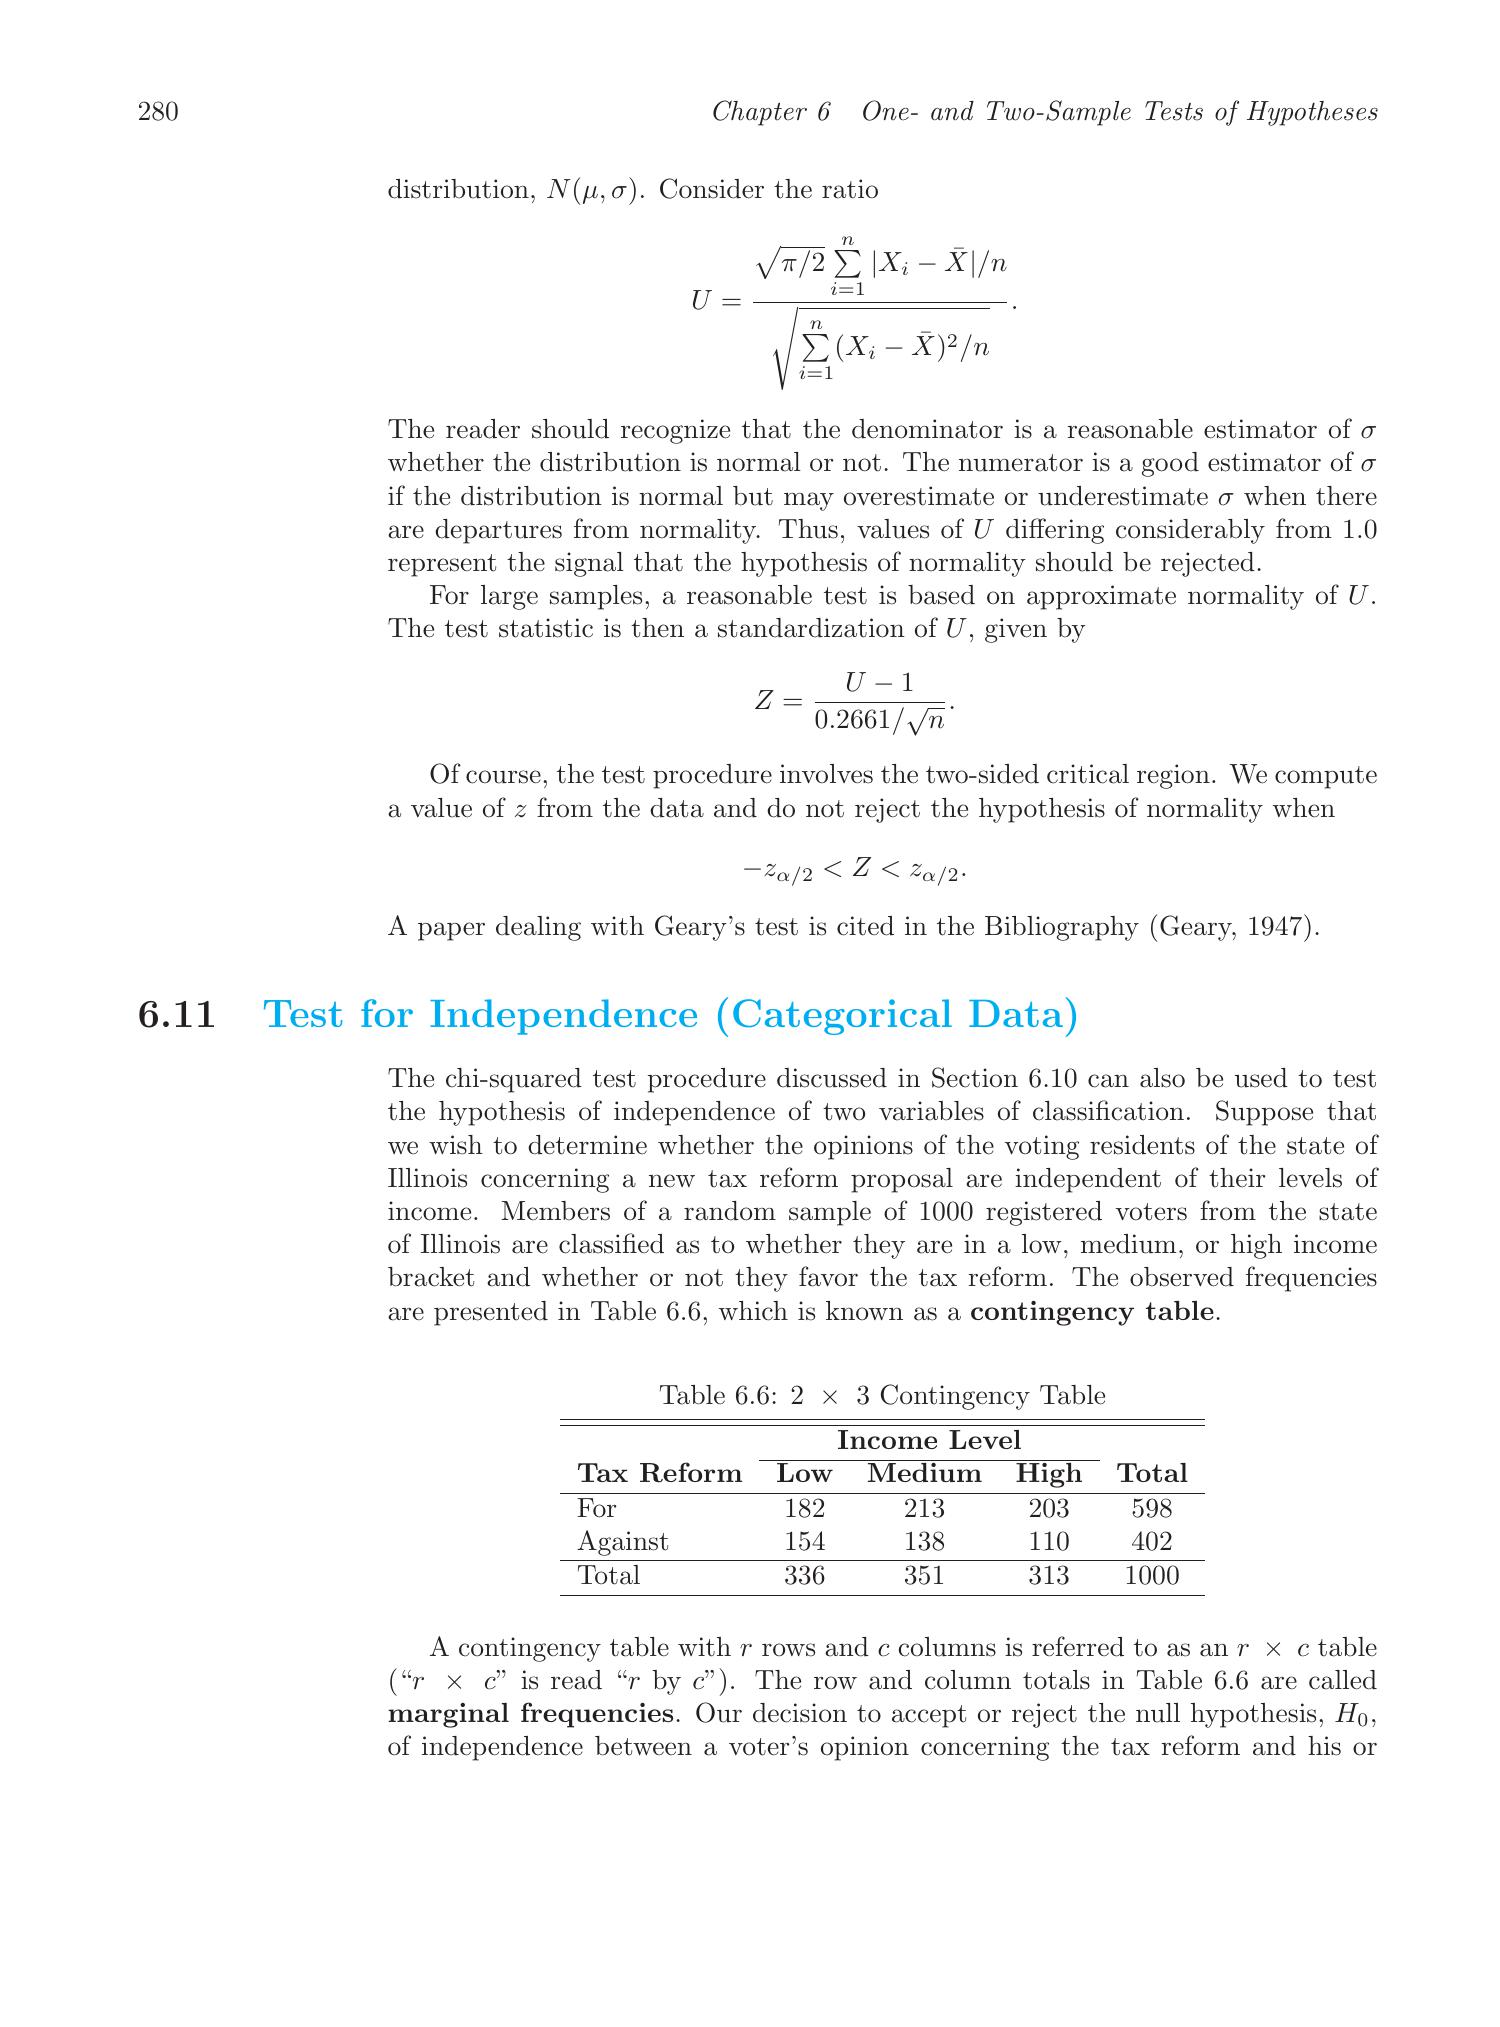 280 Chapter 6 One- and Two-Sample Tests of Hypotheses
distribution, N(μ, σ). Consider the ratio
U = \frac{\sqrt{π/2} \sum_{i=1}^{n} |X_i − \bar{X}|/n}{\sqrt{\sum_{i=1}^{n} (X_i − \bar{X})^2/n}}.
The reader should recognize that the denominator is a reasonable estimator of σ
whether the distribution is normal or not. The numerator is a good estimator of σ
if the distribution is normal but may overestimate or underestimate σ when there
are departures from normality. Thus, values of U differing considerably from 1.0
represent the signal that the hypothesis of normality should be rejected.
For large samples, a reasonable test is based on approximate normality of U.
The test statistic is then a standardization of U, given by
Z = \frac{U − 1}{0.2661/\sqrt{n}}.
Of course, the test procedure involves the two-sided critical region. We compute
a value of z from the data and do not reject the hypothesis of normality when
−z_{α/2} < Z < z_{α/2}.
A paper dealing with Geary's test is cited in the Bibliography (Geary, 1947).
6.11 Test for Independence (Categorical Data)
The chi-squared test procedure discussed in Section 6.10 can also be used to test
the hypothesis of independence of two variables of classification. Suppose that
we wish to determine whether the opinions of the voting residents of the state of
Illinois concerning a new tax reform proposal are independent of their levels of
income. Members of a random sample of 1000 registered voters from the state
of Illinois are classified as to whether they are in a low, medium, or high income
bracket and whether or not they favor the tax reform. The observed frequencies
are presented in Table 6.6, which is known as a contingency table.
Table 6.6: 2 × 3 Contingency Table
Income Level
Tax Reform Low Medium High Total
For 182 213 203 598
Against 154 138 110 402
Total 336 351 313 1000
A contingency table with r rows and c columns is referred to as an r × c table
(“r × c” is read “r by c”). The row and column totals in Table 6.6 are called
marginal frequencies. Our decision to accept or reject the null hypothesis, H_0,
of independence between a voter's opinion concerning the tax reform and his or